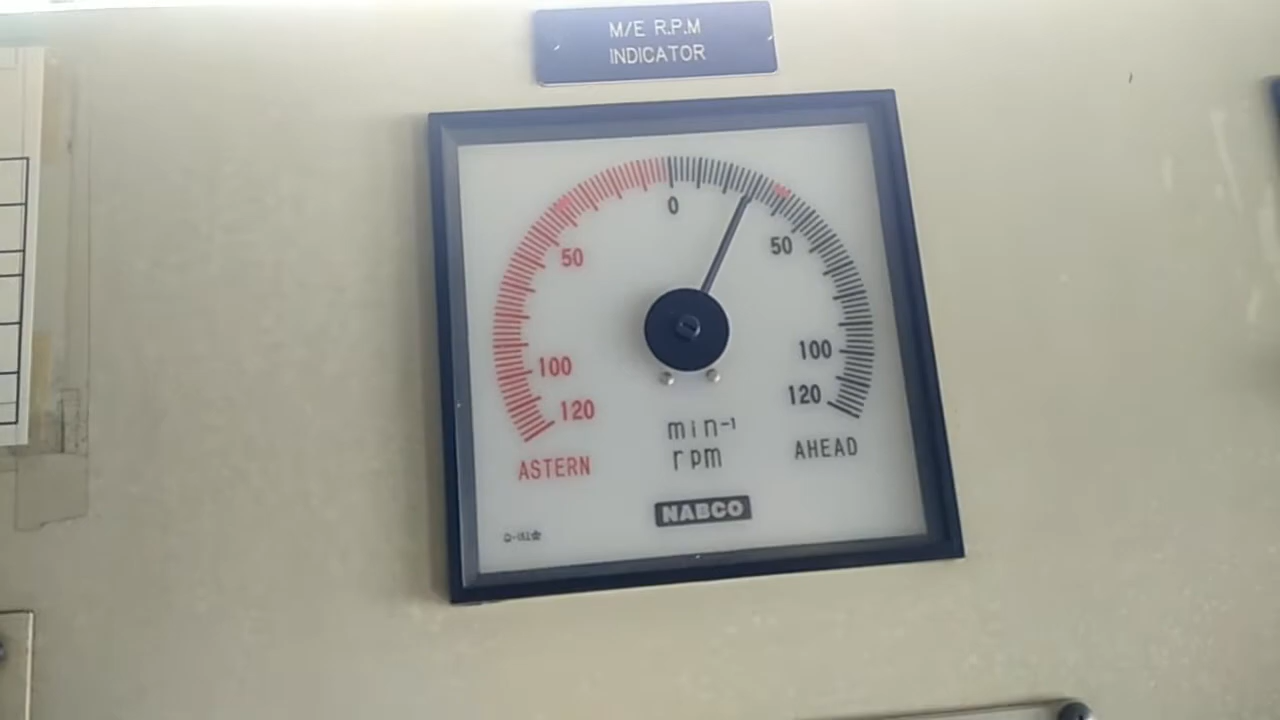 M/E R.P.M
INDICATOR
0
50
50
100
100
120
120
min-1
rpm
ASTERN
AHEAD
NABCO